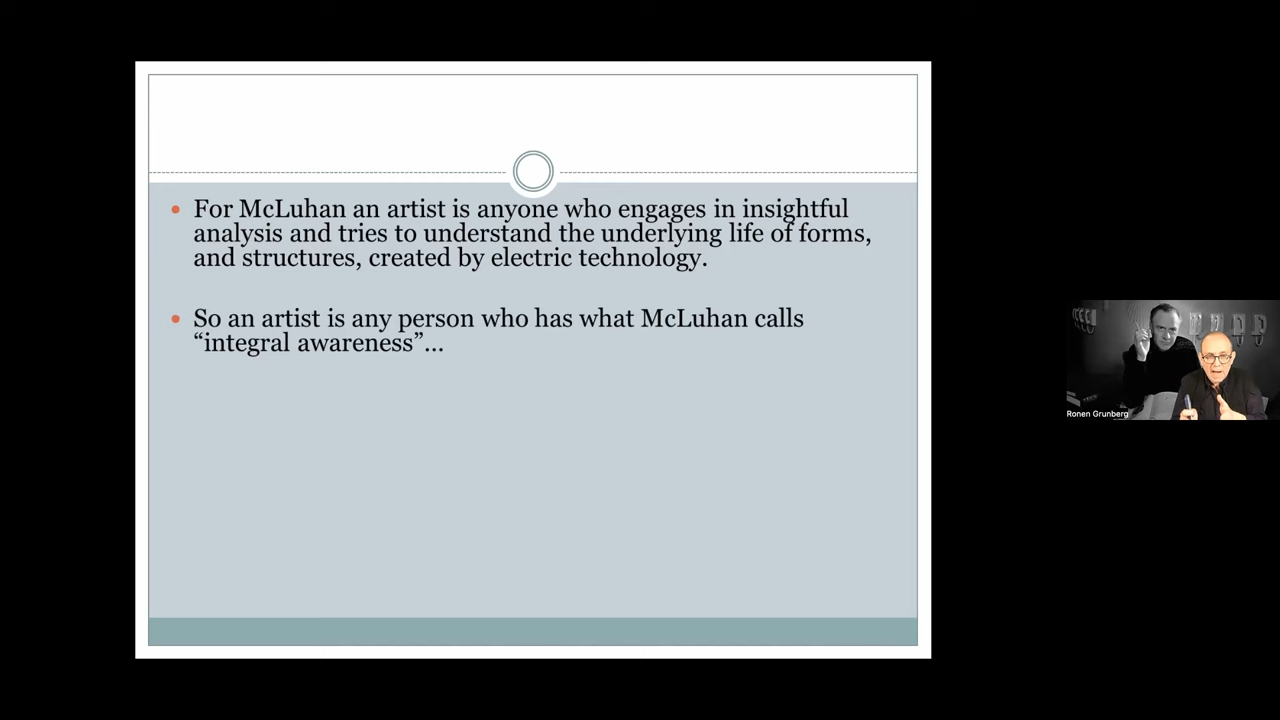 For McLuhan an artist is anyone who engages in insightful
analysis and tries to understand the underlying life of forms,
and structures, created by electric technology.
So an artist is any person who has what McLuhan calls
“integral awareness”…
Ronen Grunberg